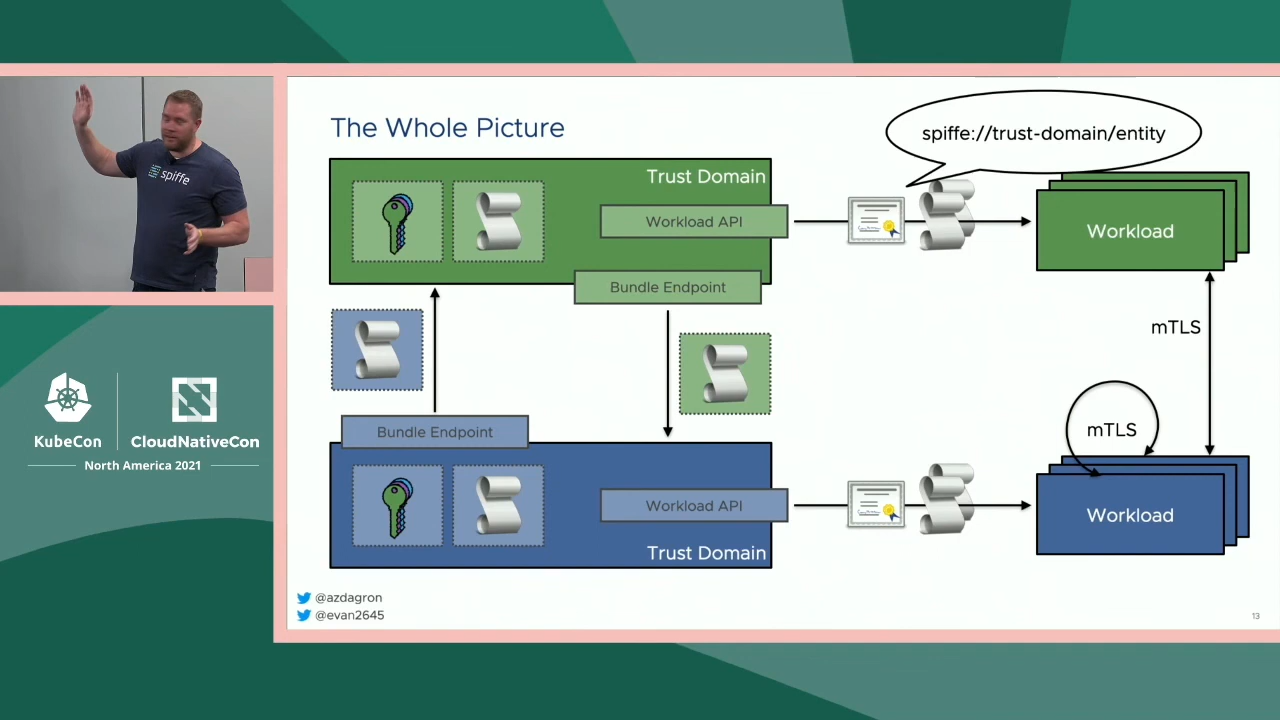 The Whole Picture
spiffe://trust-domain/entity
Trust Domain
Workload API
Bundle Endpoint
Workload
mTLS
mTLS
Bundle Endpoint
Workload API
Trust Domain
Workload
@azdagron
@evan2645
13
spiffe
KubeCon
CloudNativeCon
North America 2021